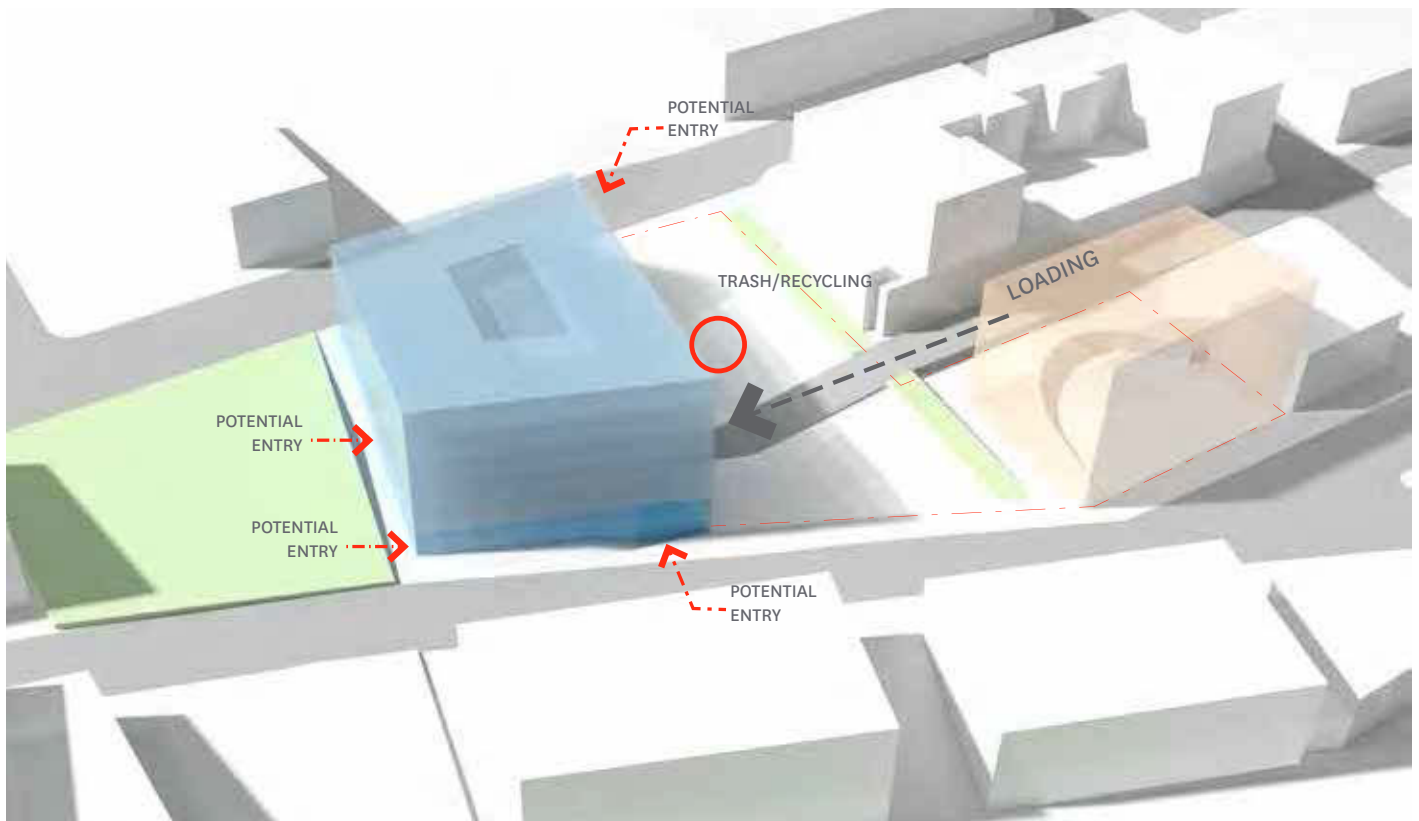 POTENTIAL
ENTRY
TRASH/RECYCLING
LOADING
POTENTIAL
ENTRY
POTENTIAL
ENTRY
POTENTIAL
ENTRY